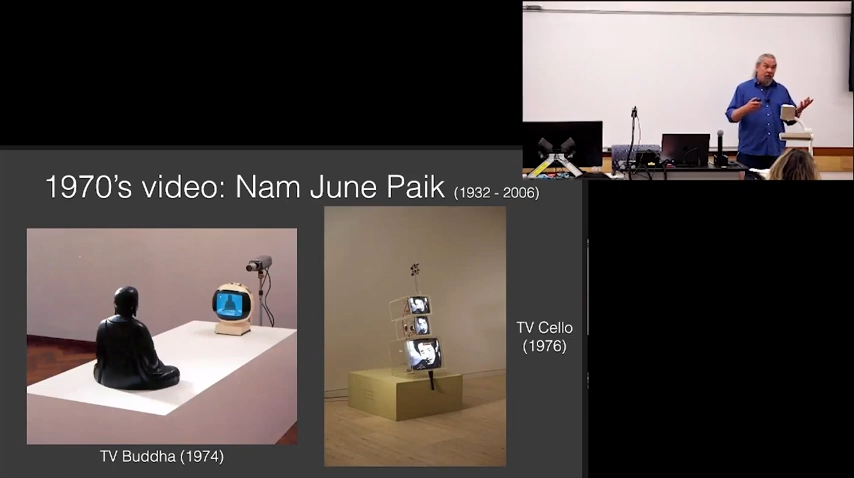 1970's video: Nam June Paik (1932 - 2006)
TV Cello
(1976)
TV Buddha (1974)